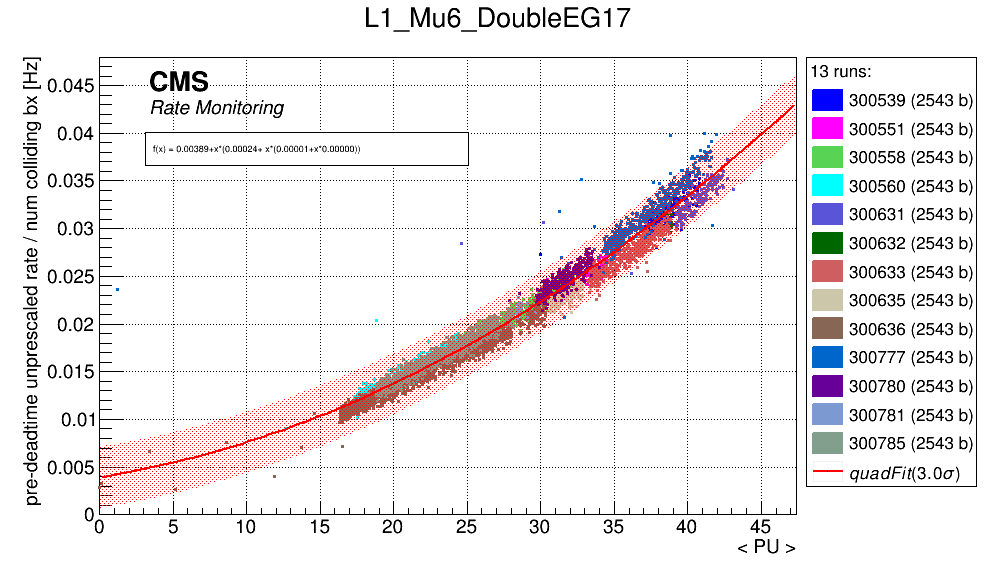 L1_Mu6_DoubleEG17
pre-deadtime unprescaled rate / num colliding bx [Hz]
CMS
Rate Monitoring
f(x) = 0.00389+x*(0.00024+ x*(0.00001+x*0.00000))
0.045
0.04
0.035
0.03
0.025
0.02
0.015
0.01
0.005
0
0 5 10 15 20 25 30 35 40 45
< PU >
13 runs:
300539 (2543 b)
300551 (2543 b)
300558 (2543 b)
300560 (2543 b)
300631 (2543 b)
300632 (2543 b)
300633 (2543 b)
300635 (2543 b)
300636 (2543 b)
300777 (2543 b)
300780 (2543 b)
300781 (2543 b)
300785 (2543 b)
quadFit(3.0σ)